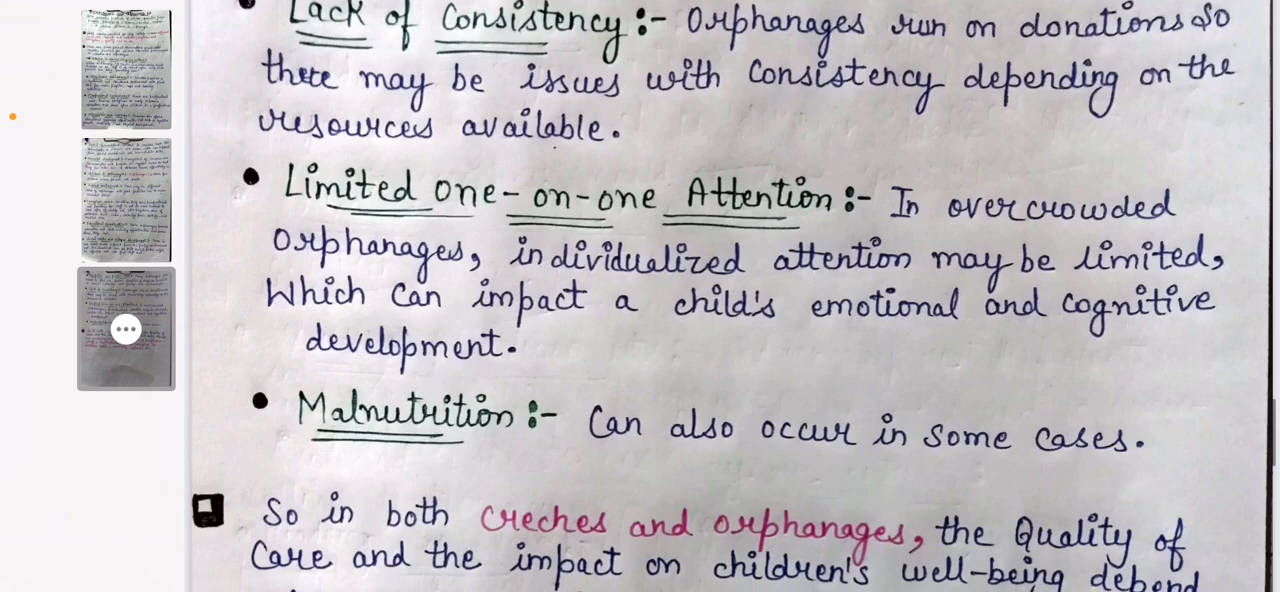 • Lack of Consistency :- Orphanages run on donations so
there may be issues with consistency depending on the
resources available.
• Limited one-on-one Attention :- In overcrowded
Orphanages, individualized attention may be limited,
Which can impact a child's emotional and cognitive
development.
• Malnutrition :- Can also occur in some cases.
So in both creches and orphanages, the Quality of
Care and the impact on children's well-being depend